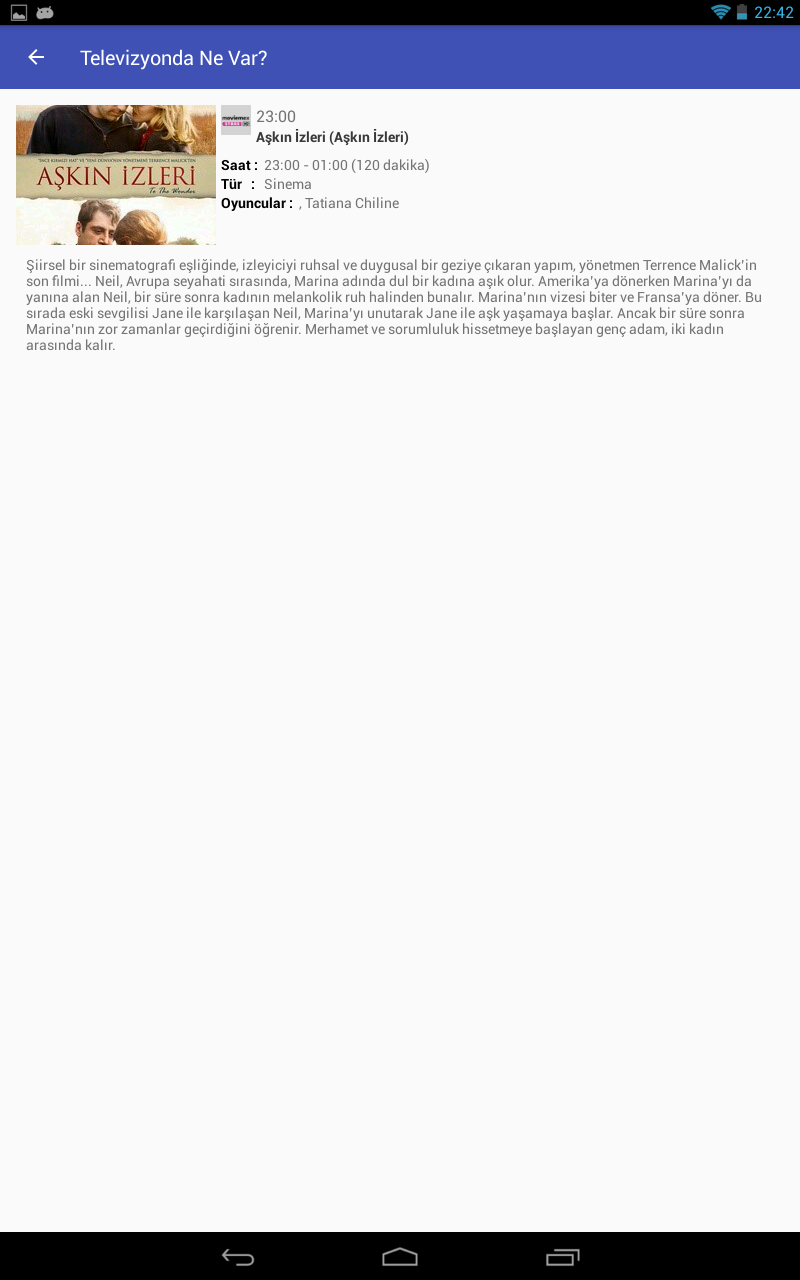 22:42
Televizyonda Ne Var?
"İNCE KIRMIZI HAT" VE "YENİ DÜNYA"NIN YÖNETMENİ TERRENCE MALICK'TEN
AŞKIN İZLERİ
To The Wonder
moviemax
23:00
Aşkın İzleri (Aşkın İzleri)
Saat : 23:00 - 01:00 (120 dakika)
Tür : Sinema
Oyuncular : , Tatiana Chiline
Şiirsel bir sinematografi eşliğinde, izleyiciyi ruhsal ve duygusal bir geziye çıkaran yapım, yönetmen Terrence Malick'in
son filmi... Neil, Avrupa seyahati sırasında, Marina adında dul bir kadına aşık olur. Amerika'ya dönerken Marina'yı da
yanına alan Neil, bir süre sonra kadının melankolik ruh halinden bunalır. Marina'nın vizesi biter ve Fransa'ya döner. Bu
sırada eski sevgilisi Jane ile karşılaşan Neil, Marina'yı unutarak Jane ile aşk yaşamaya başlar. Ancak bir süre sonra
Marina'nın zor zamanlar geçirdiğini öğrenir. Merhamet ve sorumluluk hissetmeye başlayan genç adam, iki kadın
arasında kalır.